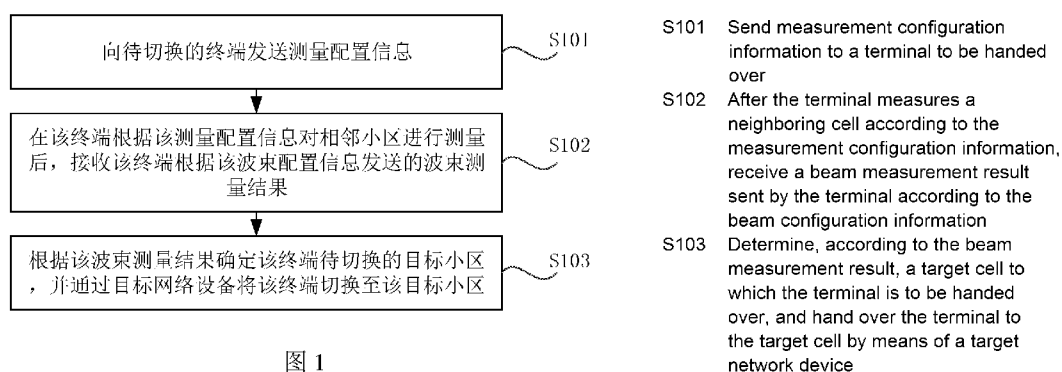 向待切换的终端发送测量配置信息
S101
在该终端根据该测量配置信息对相邻小区进行测量
后，接收该终端根据该波束配置信息发送的波束测
量结果
S102
根据该波束测量结果确定该终端待切换的目标小区
，并通过目标网络设备将该终端切换至该目标小区
S103
图 1
S101 Send measurement configuration
information to a terminal to be handed
over
S102 After the terminal measures a
neighboring cell according to the
measurement configuration information,
receive a beam measurement result
sent by the terminal according to the
beam configuration information
S103 Determine, according to the beam
measurement result, a target cell to
which the terminal is to be handed
over, and hand over the terminal to
the target cell by means of a target
network device